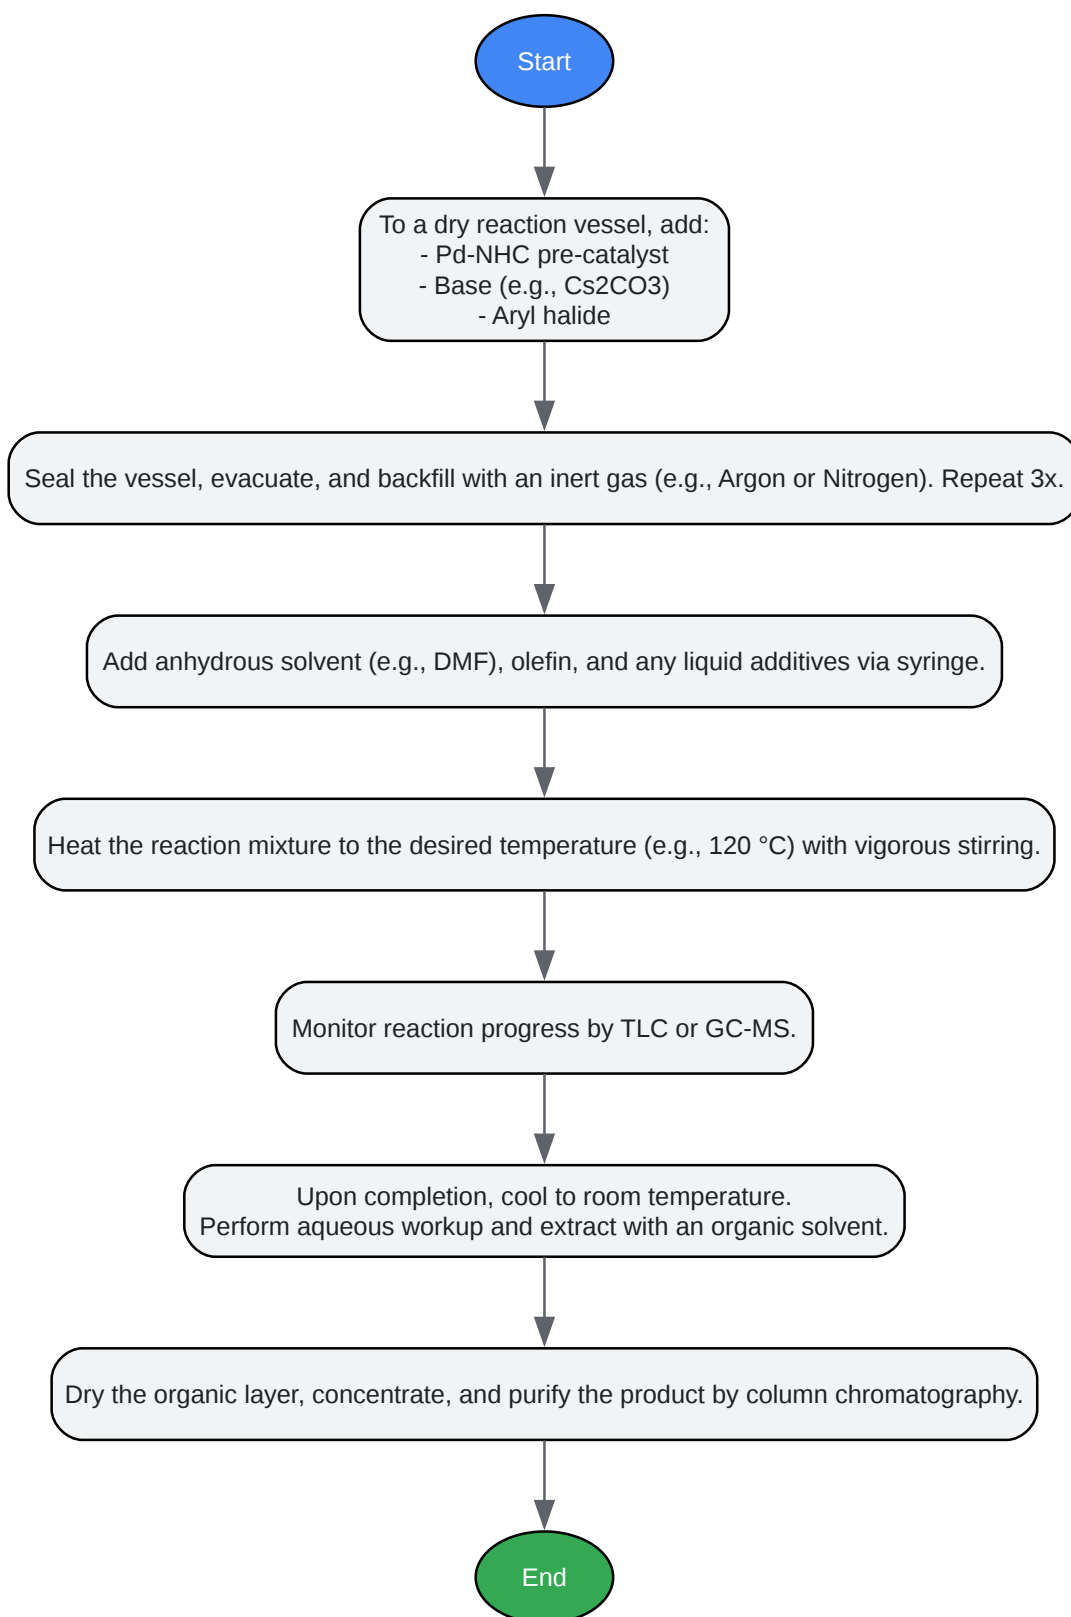 Start
To a dry reaction vessel, add:
- Pd-NHC pre-catalyst
- Base (e.g., Cs2CO3)
- Aryl halide
Seal the vessel, evacuate, and backfill with an inert gas (e.g., Argon or Nitrogen). Repeat 3x.
Add anhydrous solvent (e.g., DMF), olefin, and any liquid additives via syringe.
Heat the reaction mixture to the desired temperature (e.g., 120 °C) with vigorous stirring.
Monitor reaction progress by TLC or GC-MS.
Upon completion, cool to room temperature.
Perform aqueous workup and extract with an organic solvent.
Dry the organic layer, concentrate, and purify the product by column chromatography.
End